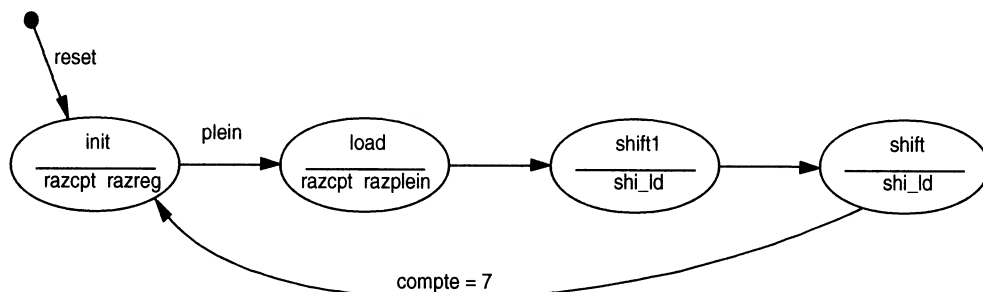 reset
init
razcpt razreg
plein
load
razcpt razplein
shift1
shi_ld
shift
shi_ld
compte = 7